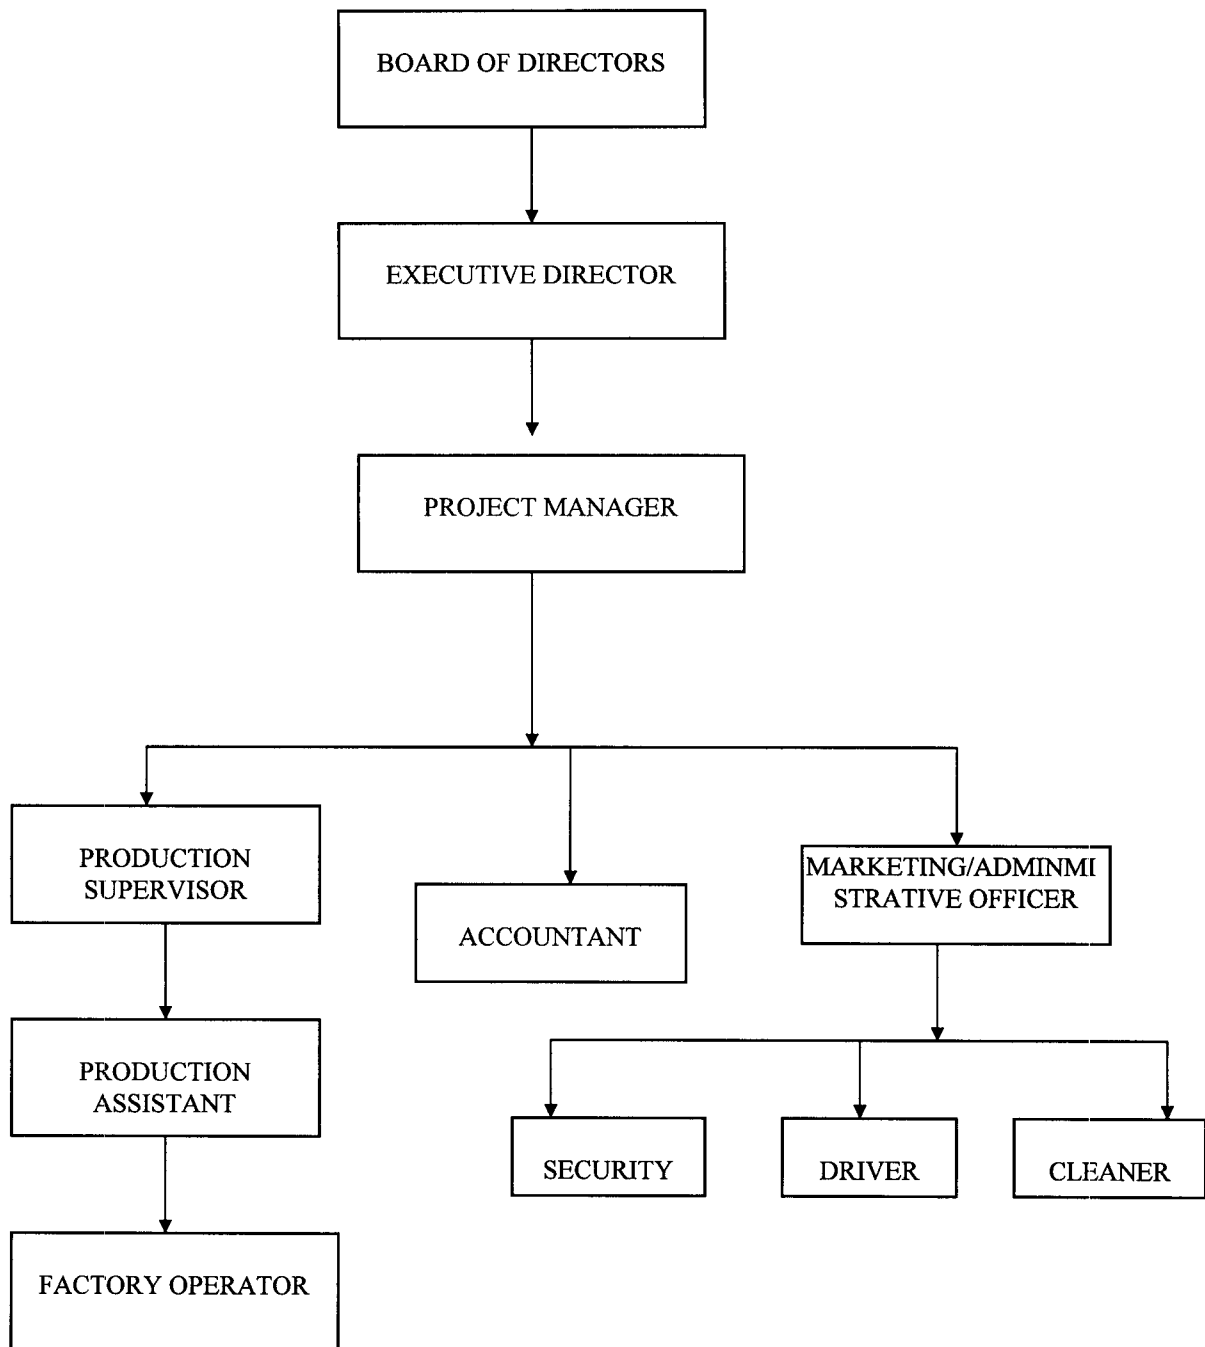 BOARD OF DIRECTORS
EXECUTIVE DIRECTOR
PROJECT MANAGER
PRODUCTION
SUPERVISOR
ACCOUNTANT
MARKETING/ADMINMI
STRATIVE OFFICER
PRODUCTION
ASSISTANT
SECURITY
DRIVER
CLEANER
FACTORY OPERATOR